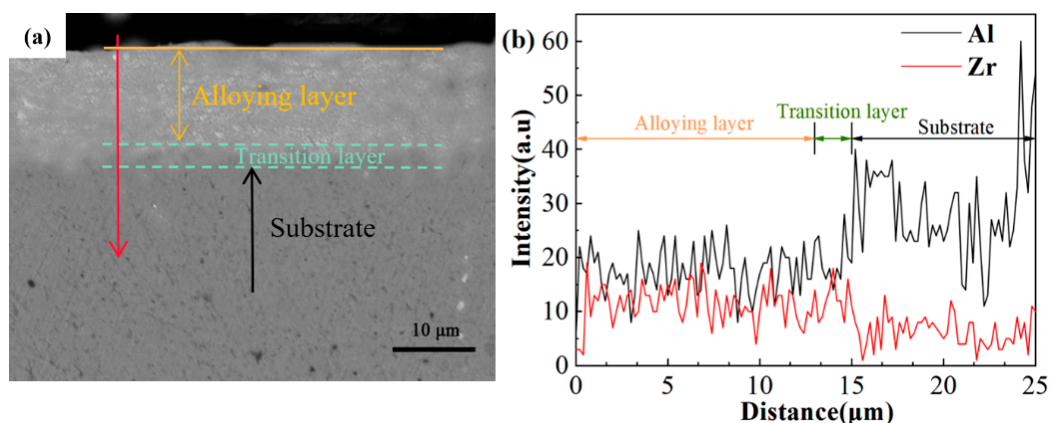 (a)
Alloying layer
Transition layer
Substrate
10 μm
(b)
Al
Zr
Transition layer
Alloying layer
Substrate
Intensity(a.u)
60
50
40
30
20
10
0
0 5 10 15 20 25
Distance(μm)